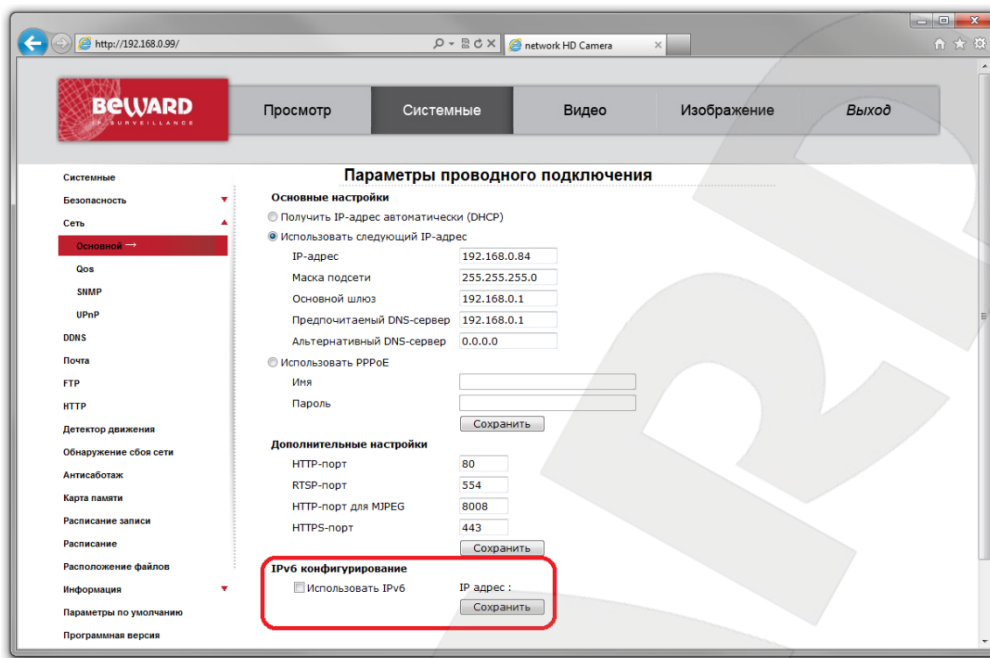 http://192.168.0.99/
network HD Camera
BEWARD
IP SURVEILLANCE
Просмотр
Системные
Видео
Изображение
Выход
Системные
Безопасность
Сеть
Основной →
Qos
SNMP
UPnP
DDNS
Почта
FTP
HTTP
Детектор движения
Обнаружение сбоя сети
Антисаботаж
Карта памяти
Расписание записи
Расписание
Расположение файлов
Информация
Параметры по умолчанию
Программная версия
Параметры проводного подключения
Основные настройки
Получить IP-адрес автоматически (DHCP)
Использовать следующий IP-адрес
IP-адрес 192.168.0.84
Маска подсети 255.255.255.0
Основной шлюз 192.168.0.1
Предпочитаемый DNS-сервер 192.168.0.1
Альтернативный DNS-сервер 0.0.0.0
Использовать PPPoE
Имя
Пароль
Сохранить
Дополнительные настройки
HTTP-порт 80
RTSP-порт 554
HTTP-порт для MJPEG 8008
HTTPS-порт 443
Сохранить
IPv6 конфигурирование
Использовать IPv6 IP адрес :
Сохранить